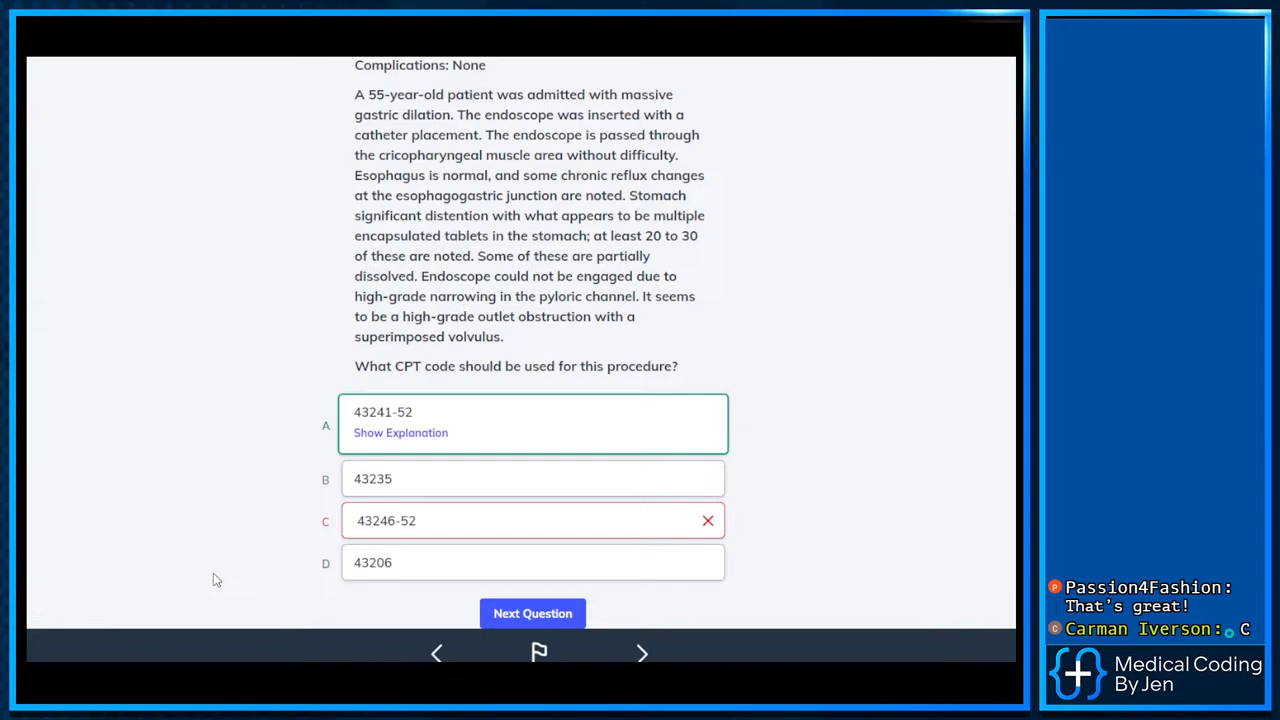 Complications: None
A 55-year-old patient was admitted with massive
gastric dilation. The endoscope was inserted with a
catheter placement. The endoscope is passed through
the cricopharyngeal muscle area without difficulty.
Esophagus is normal, and some chronic reflux changes
at the esophagogastric junction are noted. Stomach
significant distention with what appears to be multiple
encapsulated tablets in the stomach; at least 20 to 30
of these are noted. Some of these are partially
dissolved. Endoscope could not be engaged due to
high-grade narrowing in the pyloric channel. It seems
to be a high-grade outlet obstruction with a
superimposed volvulus.
What CPT code should be used for this procedure?
A
43241-52
Show Explanation
B
43235
C
43246-52
D
43206
Next Question
P Passion4Fashion:
That's great!
C Carman Iverson: C
Medical Coding
By Jen